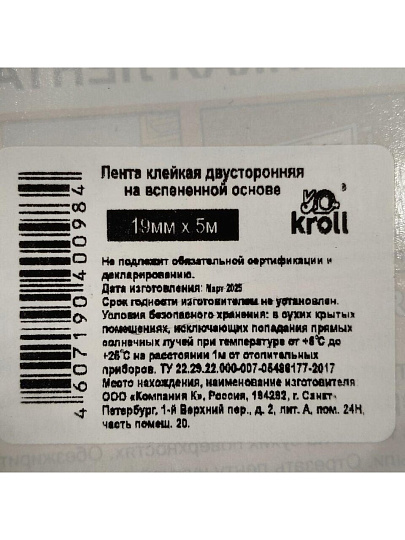 Лента клейкая двусторонняя
на вспененной основе
19мм x 5м
kroll
®
Не подлежит обязательной сертификации и
декларированию.
Дата изготовления: Март 2025
Срок годности изготовителем не установлен.
Условия безопасного хранения: в сухих крытых
помещениях, исключающих попадания прямых
солнечных лучей при температуре от +5°С до
+25°С на расстоянии 1м от отопительных
приборов. ТУ 22.29.22.000-007-05498177-2017
Место нахождения, наименование изготовителя
ООО «Компания К», Россия, 194292, г. Санкт-
Петербург, 1-й Верхний пер., д. 2, лит. А, пом. 24Н,
часть помещ. 20.
4607190400984